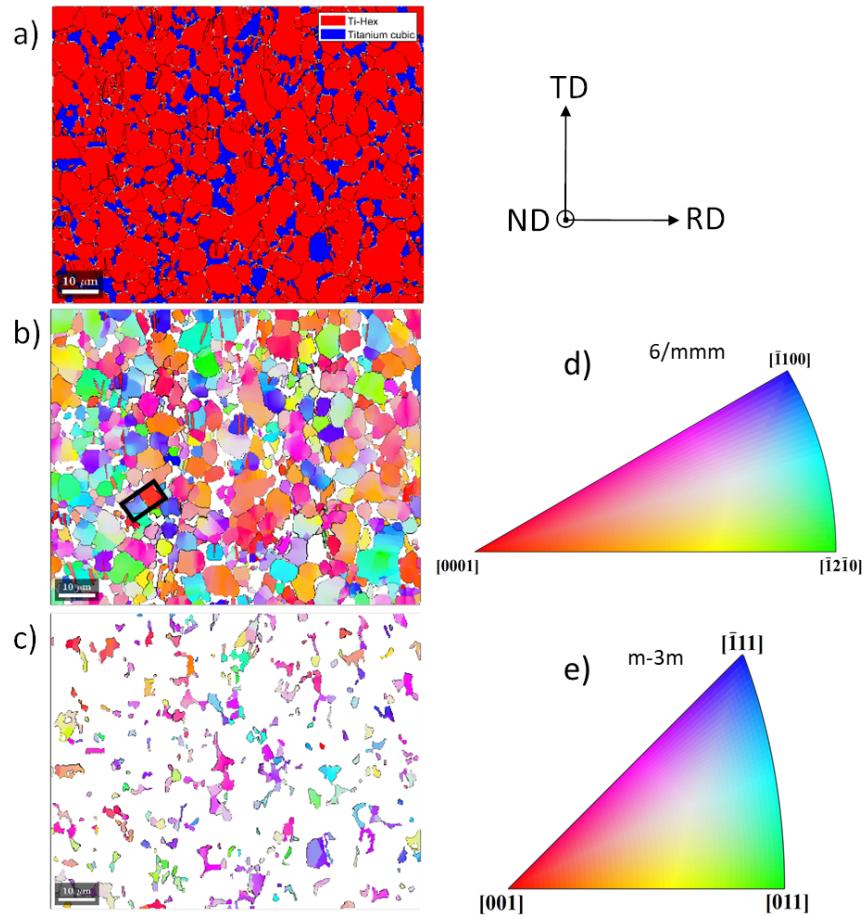 a)
Ti-Hex
Titanium cubic
10 μm
TD
ND
RD
b)
10 μm
d)
6/mmm
[1̄100]
[0001]
[1̄21̄0]
c)
10 μm
e)
m-3m
[1̄11]
[001]
[011]